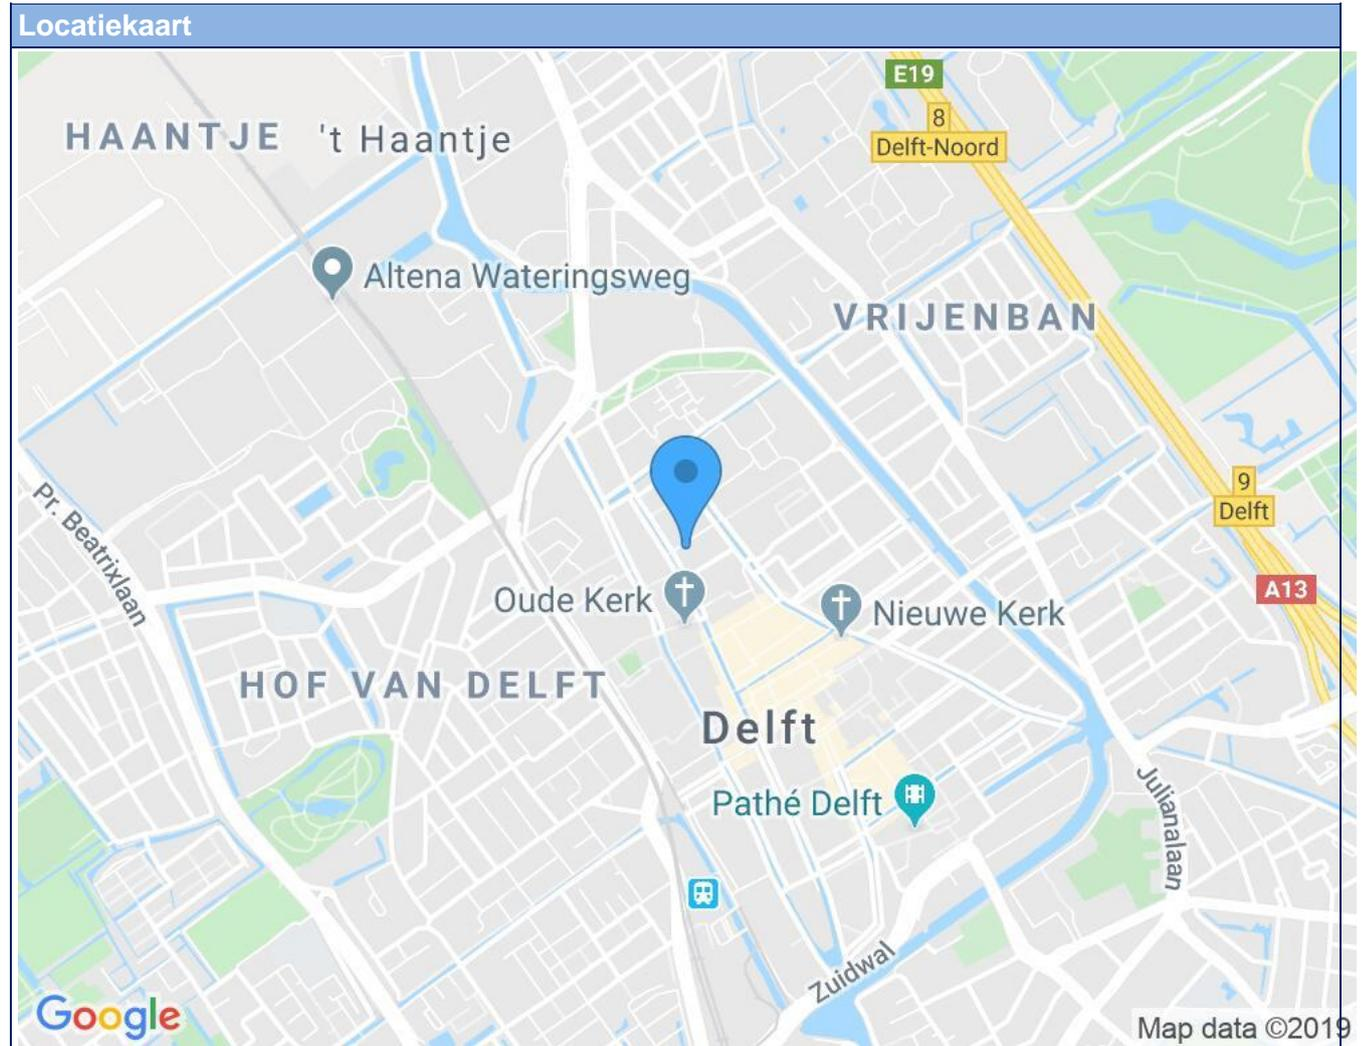 Locatiekaart
E19
8
Delft-Noord
HAANTJE
't Haantje
Altena Wateringsweg
VRIJENBAN
9
Delft
Pr. Beatrixlaan
A13
Oude Kerk
Nieuwe Kerk
HOF VAN DELFT
Delft
Pathé Delft
Julianalaan
Zuidwal
Google
Map data ©2019